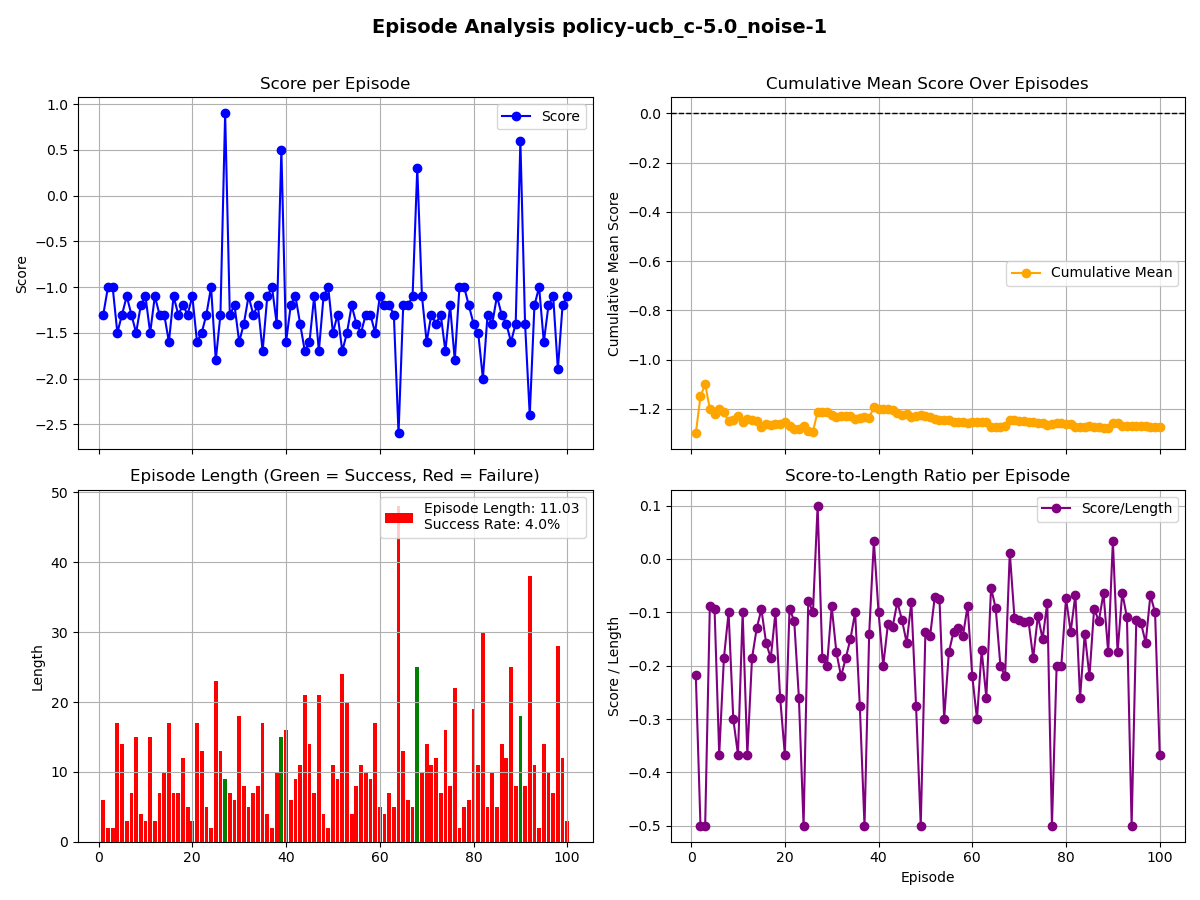 Episode Analysis policy-ucb_c-5.0_noise-1
Score per Episode
Score
1.0
0.5
0.0
−0.5
−1.0
−1.5
−2.0
−2.5
Score
Cumulative Mean Score Over Episodes
0.0
−0.2
−0.4
−0.6
−0.8
−1.0
−1.2
Cumulative Mean Score
Cumulative Mean
Episode Length (Green = Success, Red = Failure)
Episode Length: 11.03
Success Rate: 4.0%
50
40
30
20
10
0
Length
0 20 40 60 80 100
Score-to-Length Ratio per Episode
Score/Length
0.1
0.0
−0.1
−0.2
−0.3
−0.4
−0.5
Score / Length
0 20 40 60 80 100
Episode